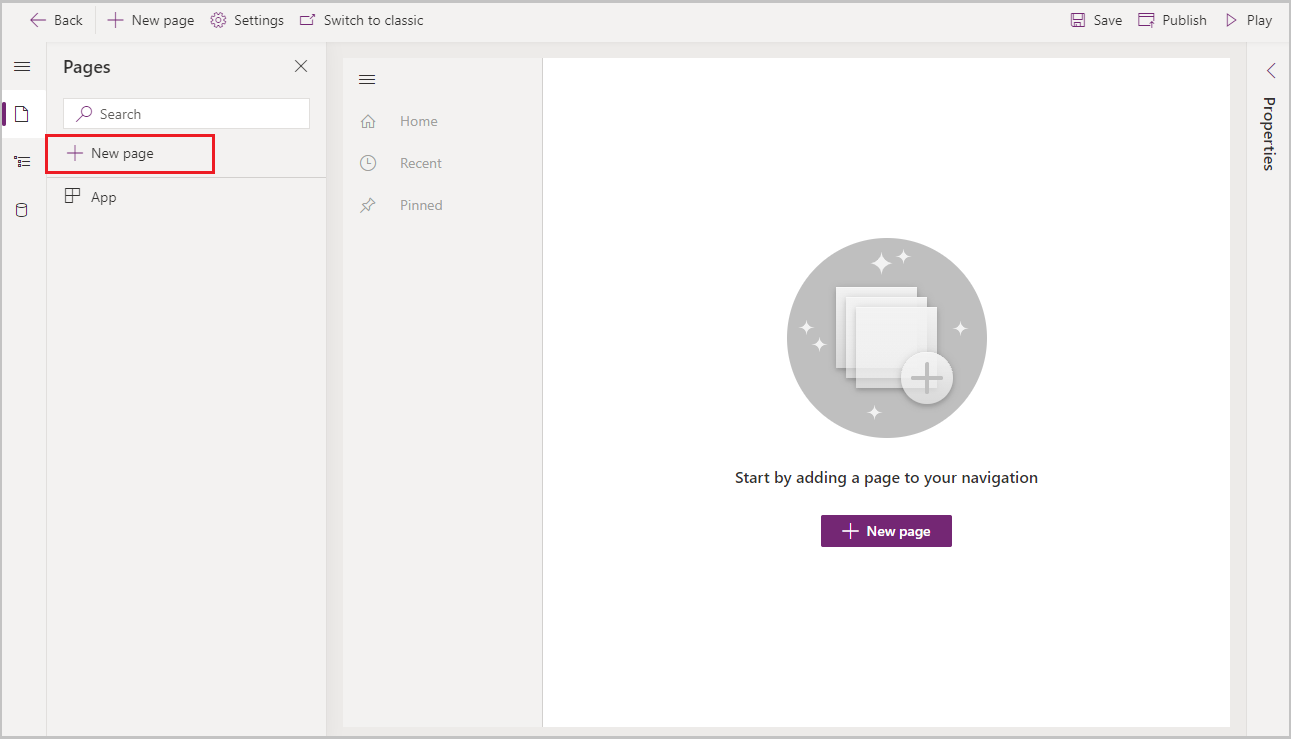 Back New page Settings Switch to classic Save Publish Play
Pages
Search
New page
App
Home
Recent
Pinned
Start by adding a page to your navigation
New page
Properties